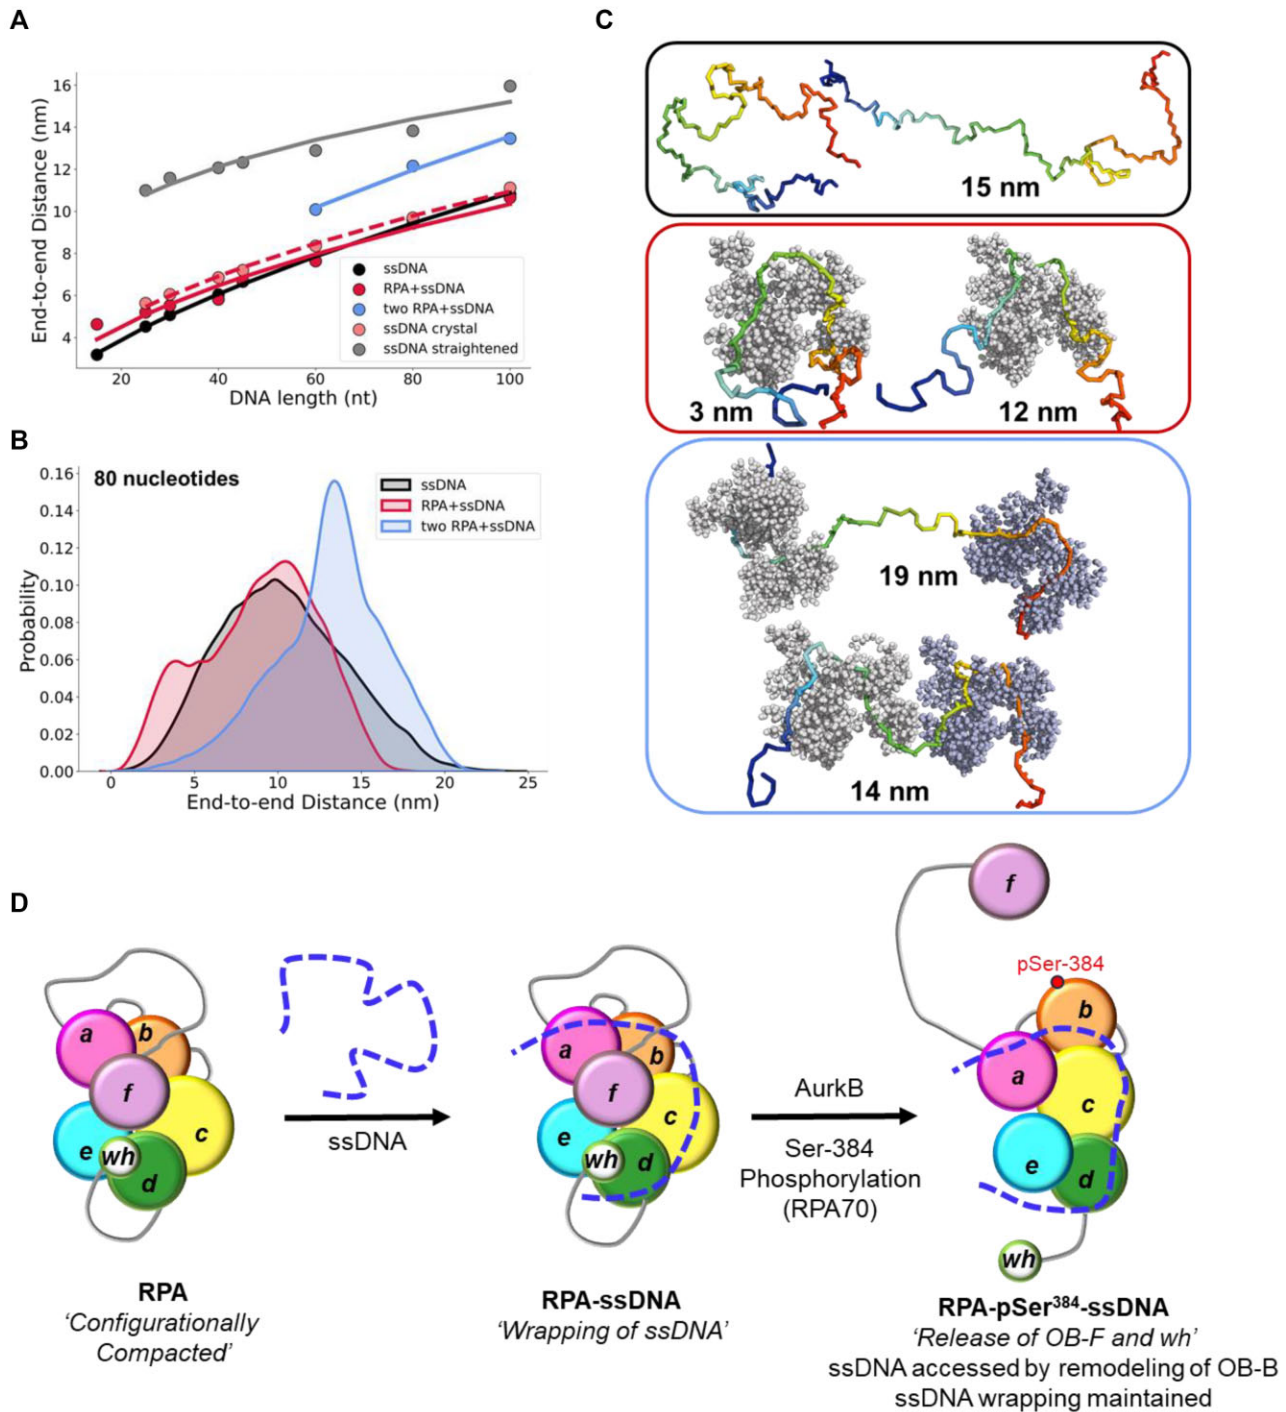 A
End-to-end Distance (nm)
16
14
12
10
8
6
4
20
40
60
80
100
DNA length (nt)
ssDNA
RPA+ssDNA
two RPA+ssDNA
ssDNA crystal
ssDNA straightened
B
80 nucleotides
Probability
0.16
0.14
0.12
0.10
0.08
0.06
0.04
0.02
0.00
0
5
10
15
20
25
End-to-end Distance (nm)
ssDNA
RPA+ssDNA
two RPA+ssDNA
C
15 nm
3 nm
12 nm
19 nm
14 nm
D
a
b
f
c
e
wh
d
RPA
‘Configurationally
Compacted’
ssDNA
a
b
f
c
e
wh
d
RPA-ssDNA
‘Wrapping of ssDNA’
AurkB
Ser-384
Phosphorylation
(RPA70)
f
pSer-384
b
a
c
e
d
wh
RPA-pSer³⁸⁴-ssDNA
‘Release of OB-F and wh’
ssDNA accessed by remodeling of OB-B
ssDNA wrapping maintained